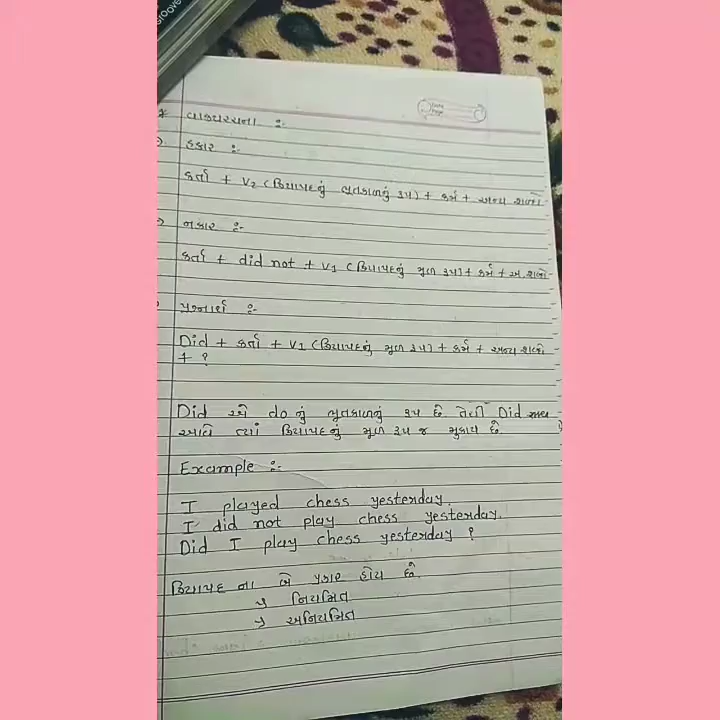 Groove
* વાક્યરચના :-
હકાર :-
કર્તા + V2 (ક્રિયાપદનું ભૂતકાળનું રૂપ) + કર્મ + અન્ય શબ્દો
નકાર :-
કર્તા + did not + V1 (ક્રિયાપદનું મૂળ રૂપ) + કર્મ + અ. શબ્દો
પ્રશ્નાર્થ :-
Did + કર્તા + V1 (ક્રિયાપદનું મૂળ રૂપ) + કર્મ + અન્ય શબ્દો
+ ?
Did એ do નું ભૂતકાળનું રૂપ છે તેથી Did
આવે ત્યાં ક્રિયાપદનું મૂળ રૂપ જ મુકાય છે
Example :-
I played chess yesterday.
I did not play chess yesterday.
Did I play chess yesterday ?
ક્રિયાપદ ના બે પ્રકાર હોય છે.
→ નિયમિત
→ અનિયમિત